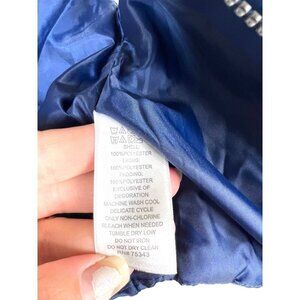 SHELL:
100%POLYESTER
LINING:
100%POLYESTER
PADDING:
100%POLYESTER
EXCLUSIVE OF
DECORATION
MACHINE WASH COOL
DELICATE CYCLE
ONLY NON-CHLORINE
BLEACH WHEN NEEDED
TUMBLE DRY LOW
DO NOT IRON
DO NOT DRY CLEAN
RN# 75343